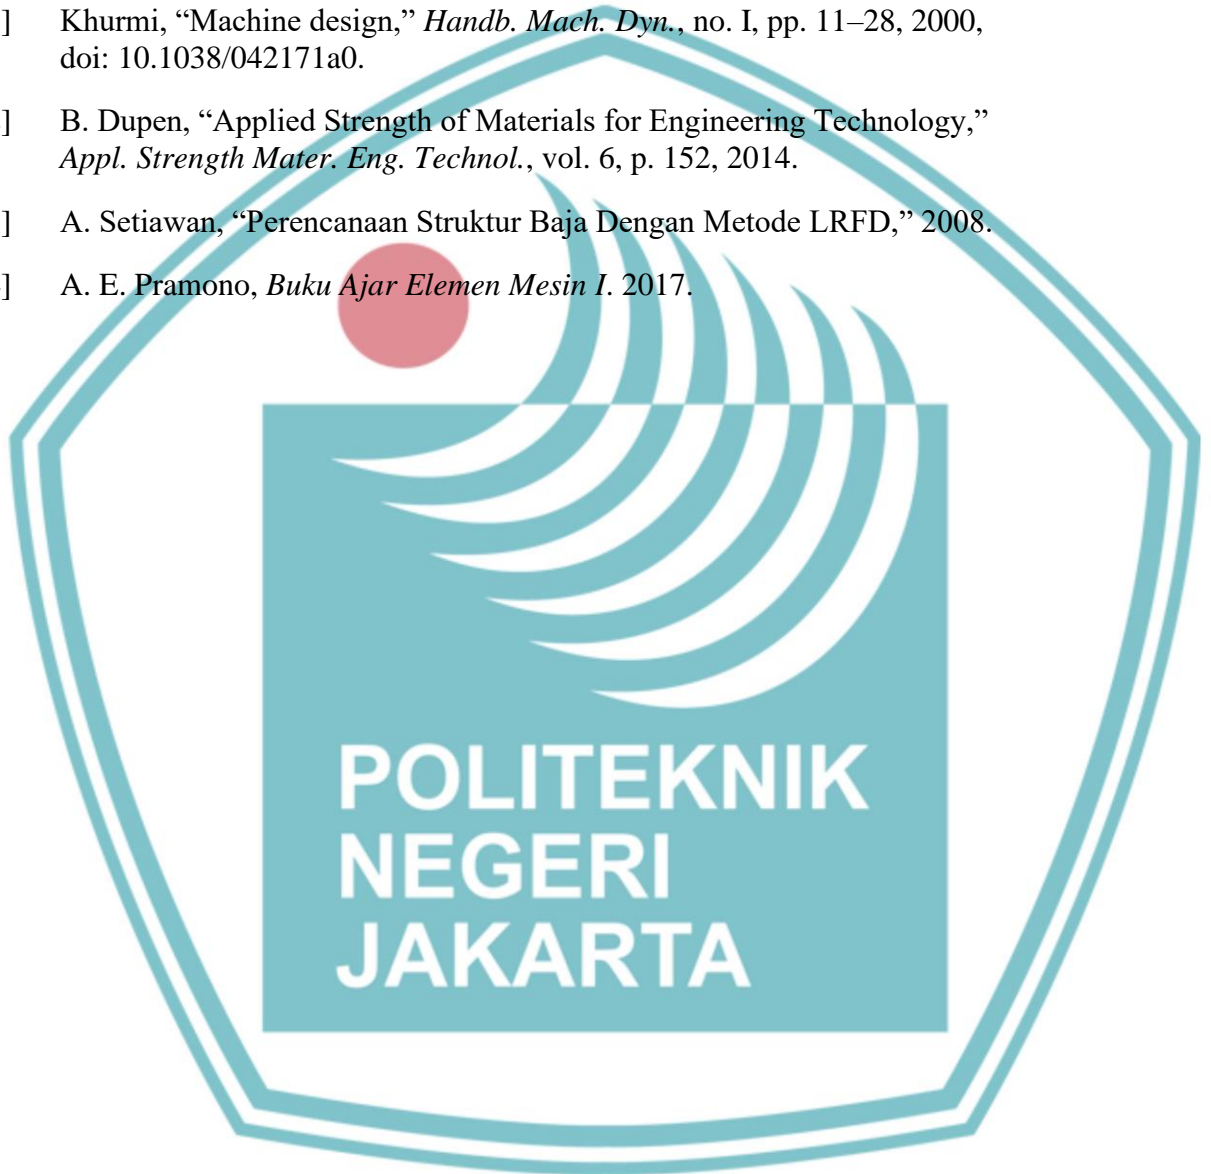 ] Khurmi, “Machine design,” Handb. Mach. Dyn., no. I, pp. 11–28, 2000,
doi: 10.1038/042171a0.
] B. Dupen, “Applied Strength of Materials for Engineering Technology,”
Appl. Strength Mater. Eng. Technol., vol. 6, p. 152, 2014.
] A. Setiawan, “Perencanaan Struktur Baja Dengan Metode LRFD,” 2008.
] A. E. Pramono, Buku Ajar Elemen Mesin I. 2017.
POLITEKNIK
NEGERI
JAKARTA